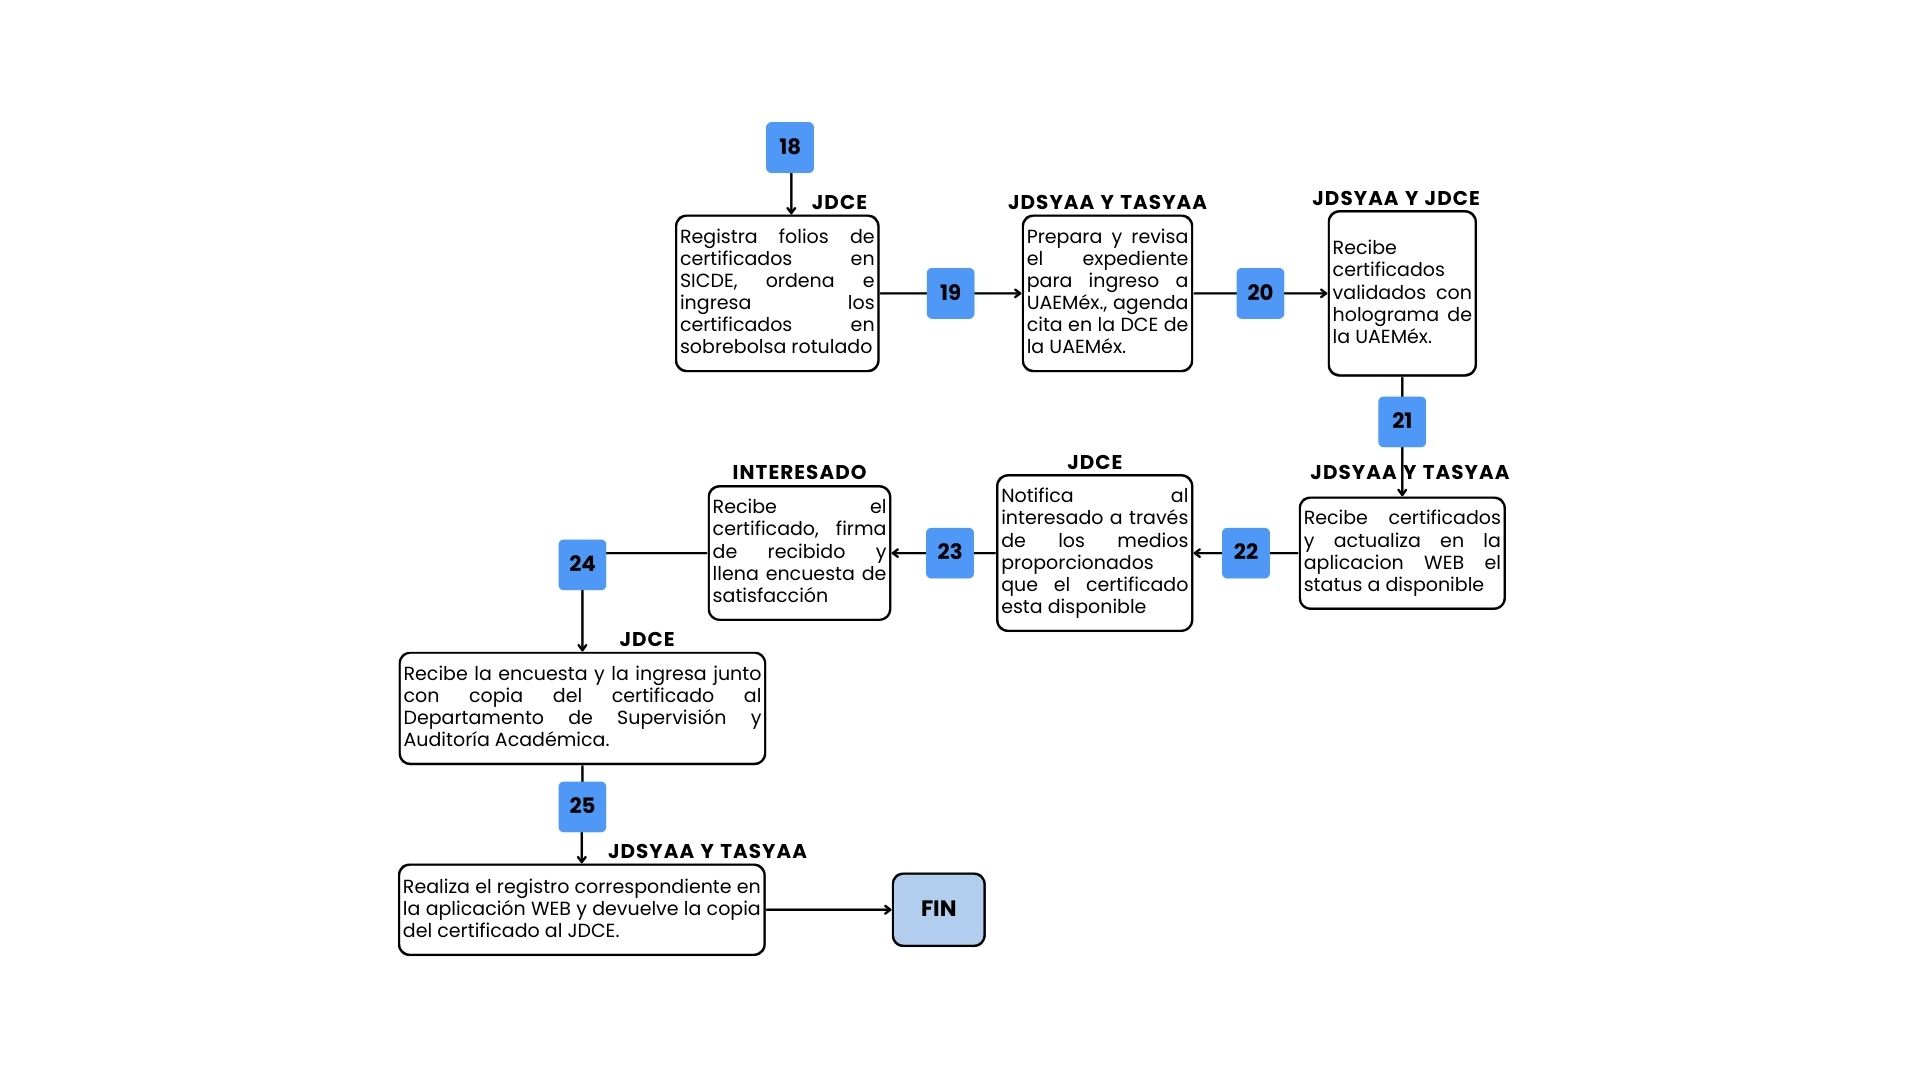 18
JDCE
Registra folios de
certificados en
SICDE, ordena e
ingresa los
certificados en
sobrebolsa rotulado
19
JDSYAA Y TASYAA
Prepara y revisa
el expediente
para ingreso a
UAEMéx., agenda
cita en la DCE de
la UAEMéx.
20
JDSYAA Y JDCE
Recibe
certificados
validados con
holograma de
la UAEMéx.
21
JDSYAA Y TASYAA
Recibe certificados
y actualiza en la
aplicacion WEB el
status a disponible
22
JDCE
Notifica al
interesado a través
de los medios
proporcionados
que el certificado
esta disponible
23
INTERESADO
Recibe el
certificado, firma
de recibido y
llena encuesta de
satisfacción
24
JDCE
Recibe la encuesta y la ingresa junto
con copia del certificado al
Departamento de Supervisión y
Auditoría Académica.
25
JDSYAA Y TASYAA
Realiza el registro correspondiente en
la aplicación WEB y devuelve la copia
del certificado al JDCE.
FIN